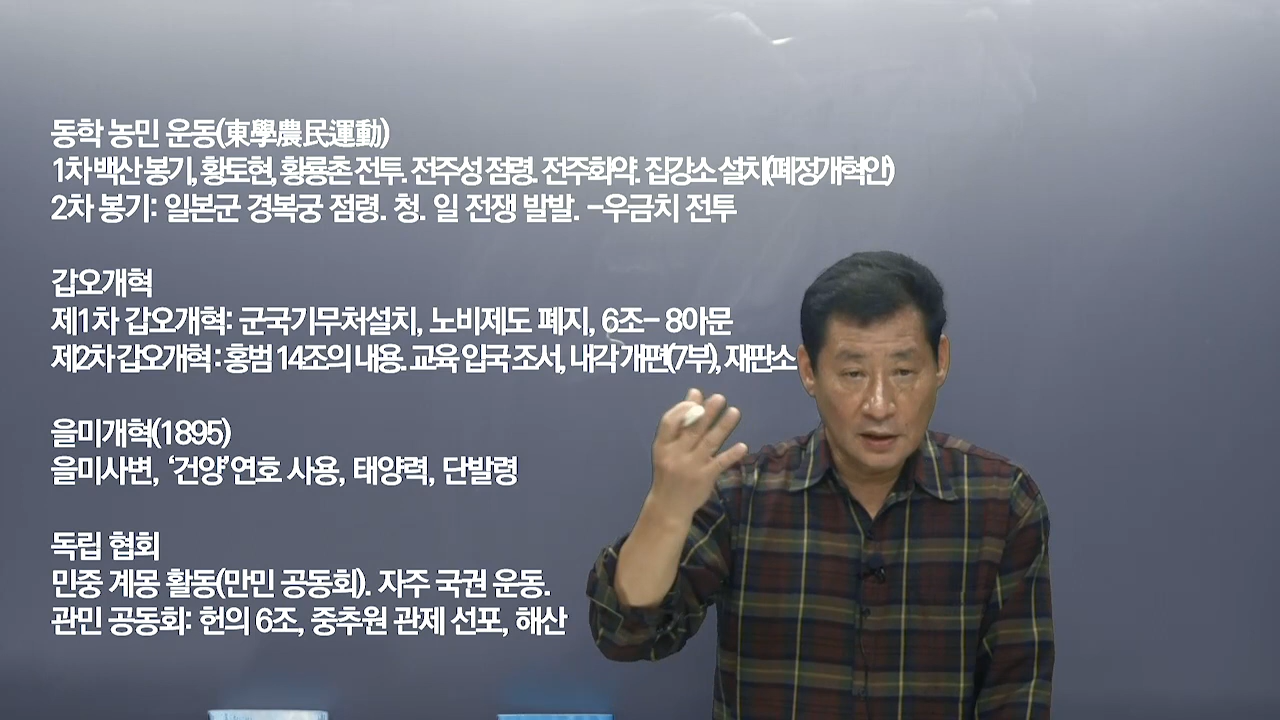 동학 농민 운동(東學農民運動)
1차 백산 봉기, 황토현, 황룡촌 전투. 전주성 점령. 전주화약. 집강소 설치(폐정개혁안)
2차 봉기: 일본군 경복궁 점령. 청. 일 전쟁 발발. -우금치 전투
갑오개혁
제1차 갑오개혁: 군국기무처설치, 노비제도 폐지, 6조- 8아문
제2차 갑오개혁 : 홍범 14조의 내용. 교육 입국 조서, 내각 개편(7부), 재판소
을미개혁(1895)
을미사변, ‘건양’연호 사용, 태양력, 단발령
독립 협회
민중 계몽 활동(만민 공동회). 자주 국권 운동.
관민 공동회: 헌의 6조, 중추원 관제 선포, 해산